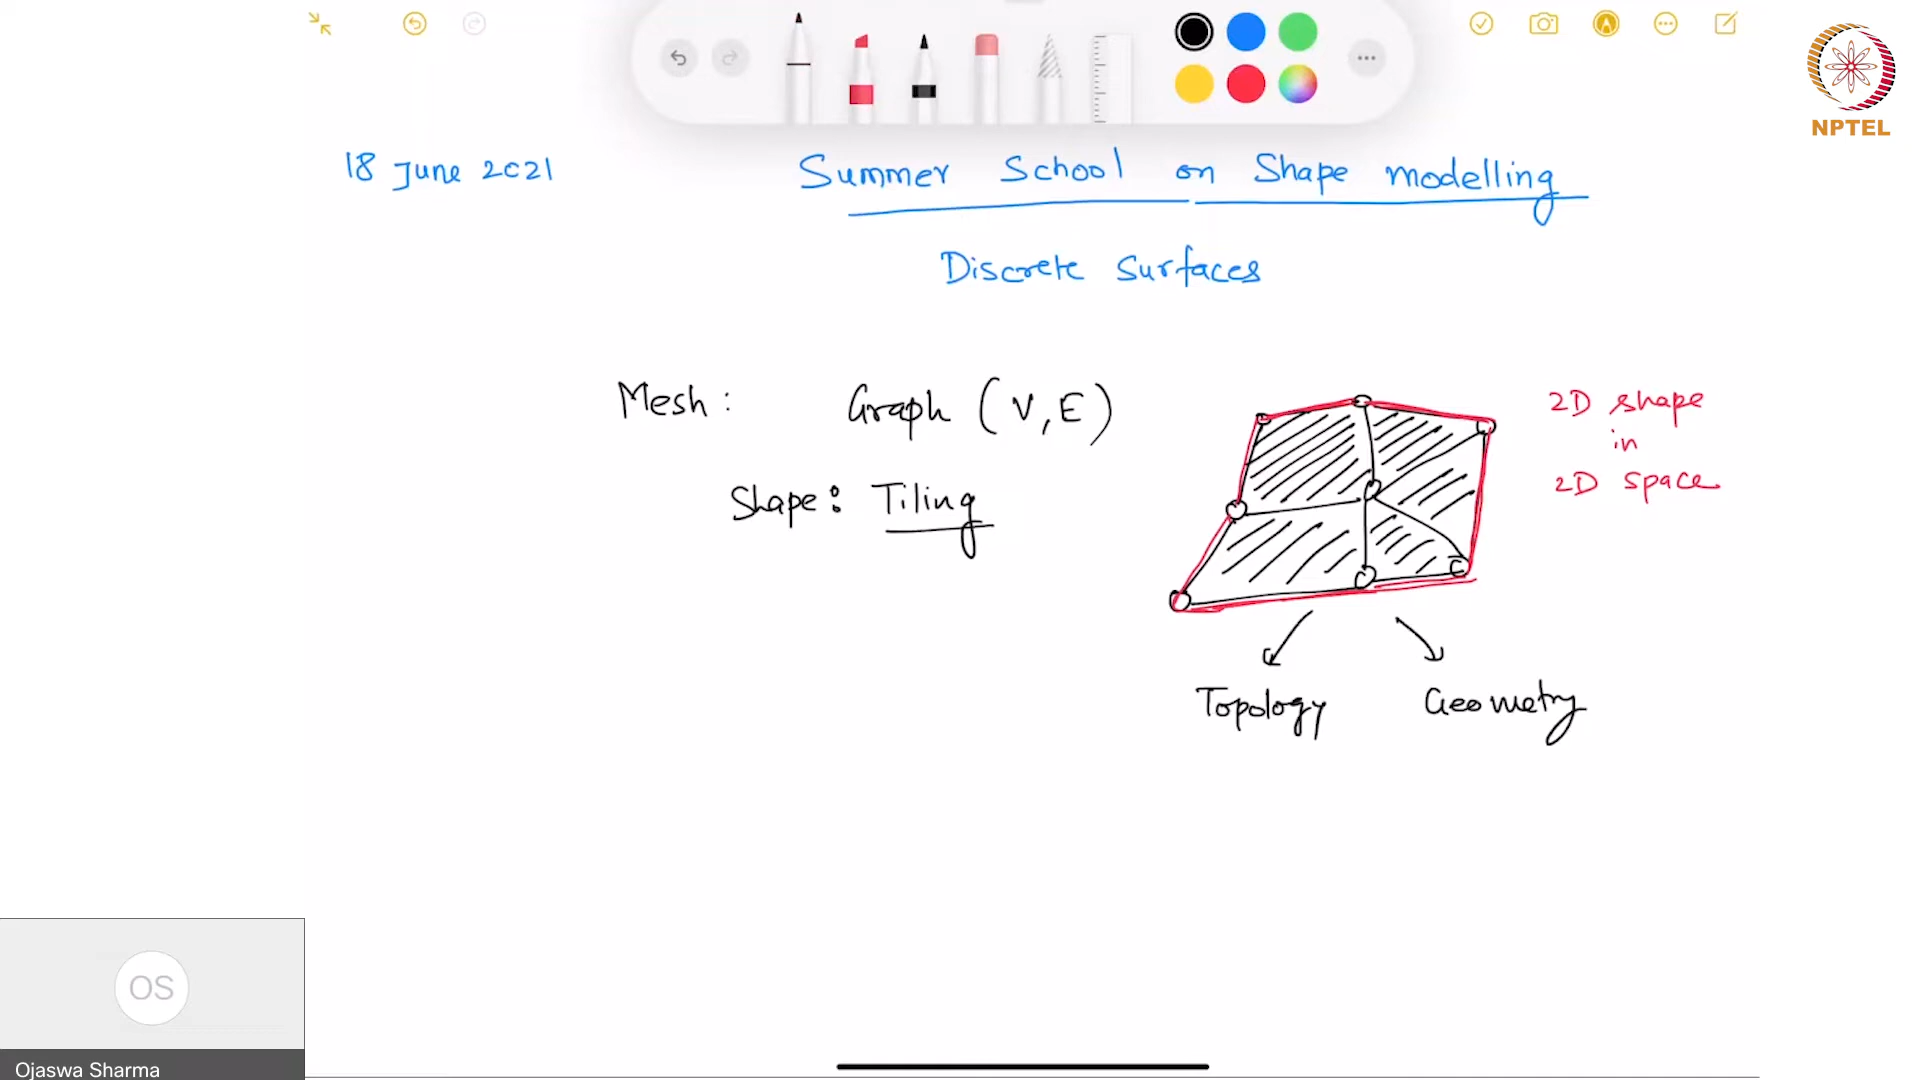 NPTEL
18 June 2021
Summer School on Shape modelling
Discrete Surfaces
Mesh: Graph (V, E)
Shape: Tiling
2D shape
in
2D space
Topology
Geometry
OS
Ojaswa Sharma